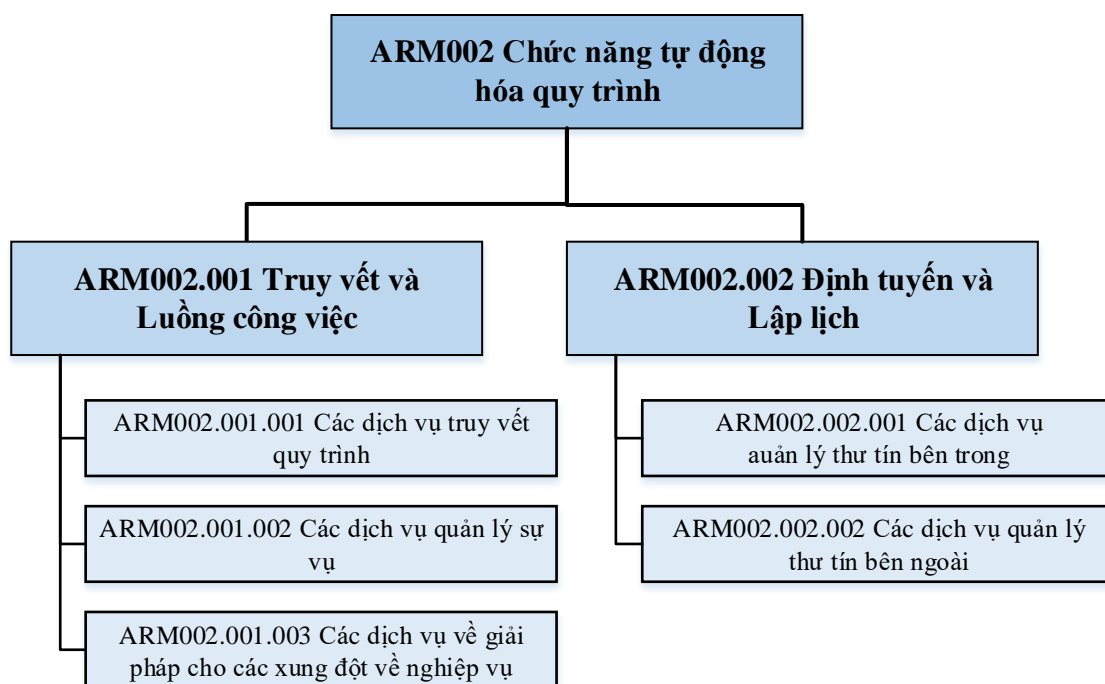 ARM002 Chức năng tự động
hóa quy trình
ARM002.001 Truy vết và
Luồng công việc
ARM002.001.001 Các dịch vụ truy vết
quy trình
ARM002.001.002 Các dịch vụ quản lý sự
vụ
ARM002.001.003 Các dịch vụ về giải
pháp cho các xung đột về nghiệp vụ
ARM002.002 Định tuyến và
Lập lịch
ARM002.002.001 Các dịch vụ
auản lý thư tín bên trong
ARM002.002.002 Các dịch vụ quản lý
thư tín bên ngoài